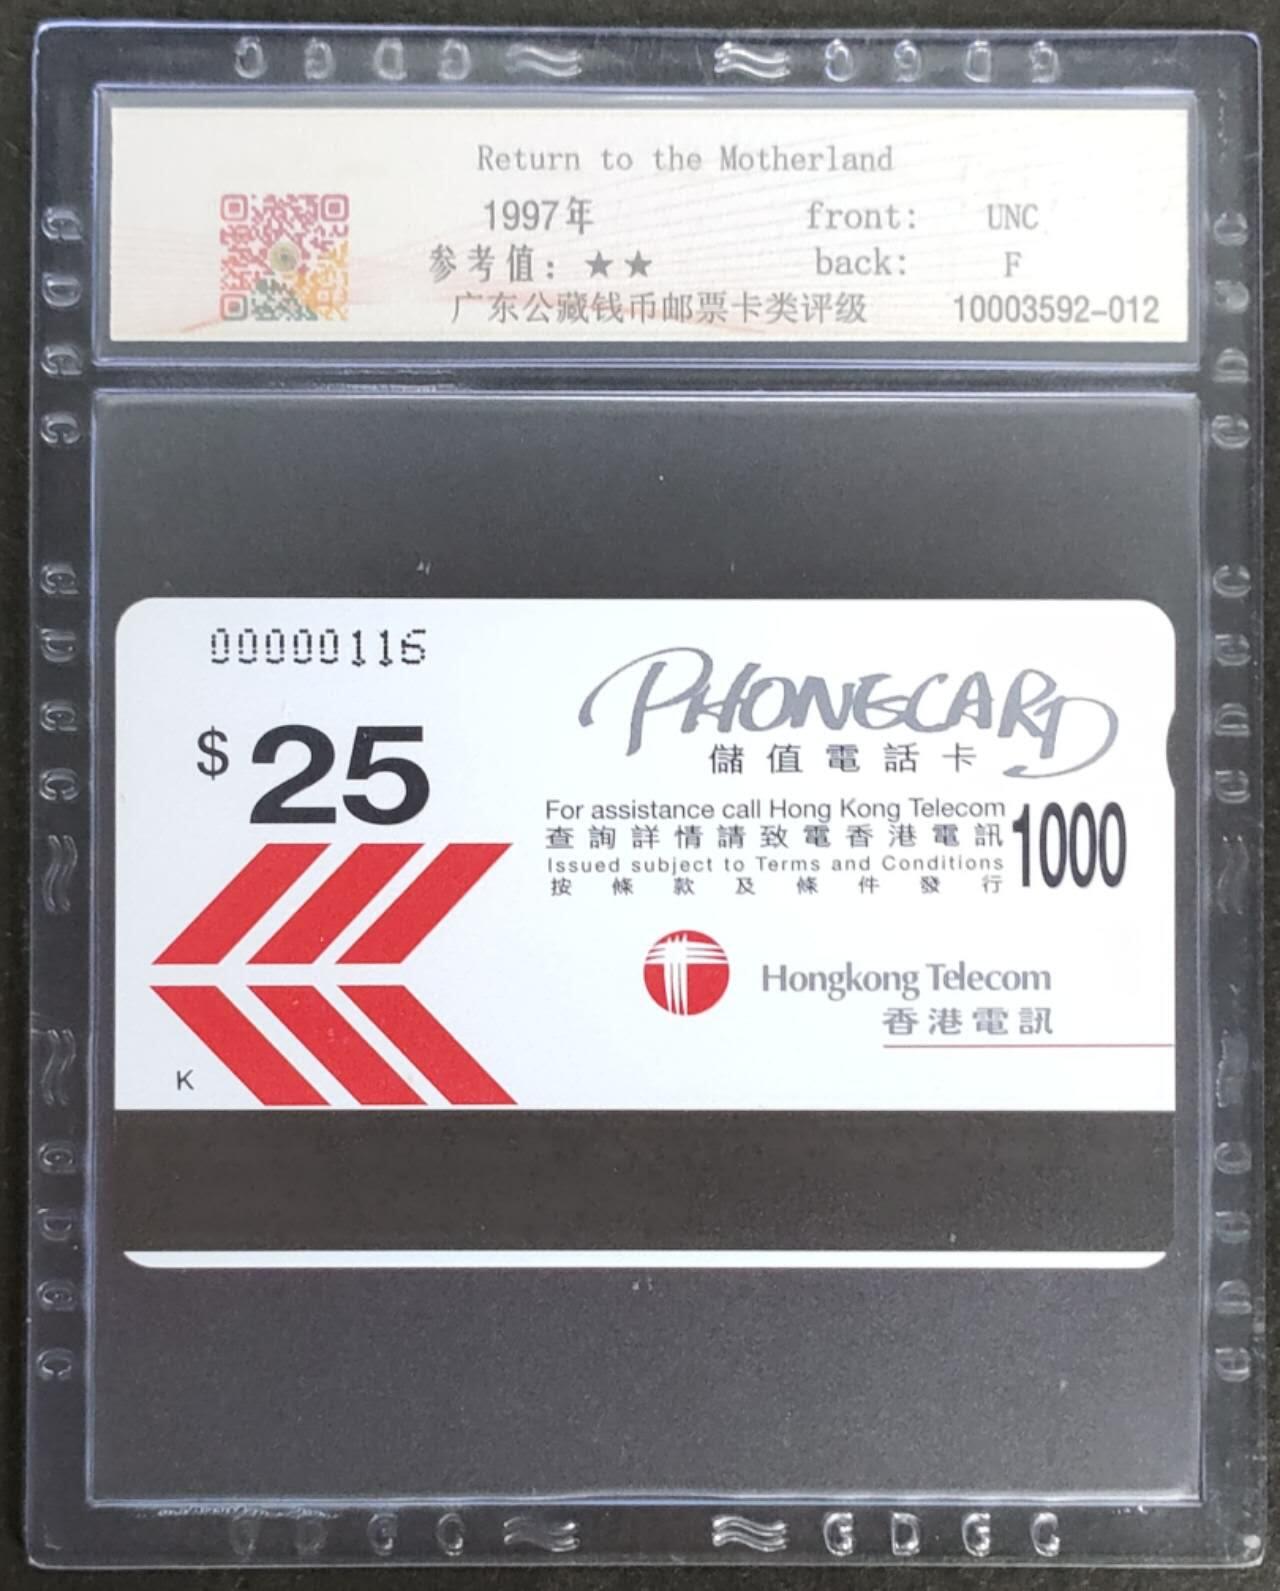 G D G C ≈ ≈ G D G C
Return to the Motherland
1997年 front: UNC
参考值：★★ back: F
广东公藏钱币邮票卡类评级 10003592-012
00000116
$25
PHONECARD
儲值電話卡
For assistance call Hong Kong Telecom 1000
查詢詳情請致電香港電訊
Issued subject to Terms and Conditions
按條款及條件發行
Hongkong Telecom
香港電訊
K
G D G C ≈ ≈ G D G C